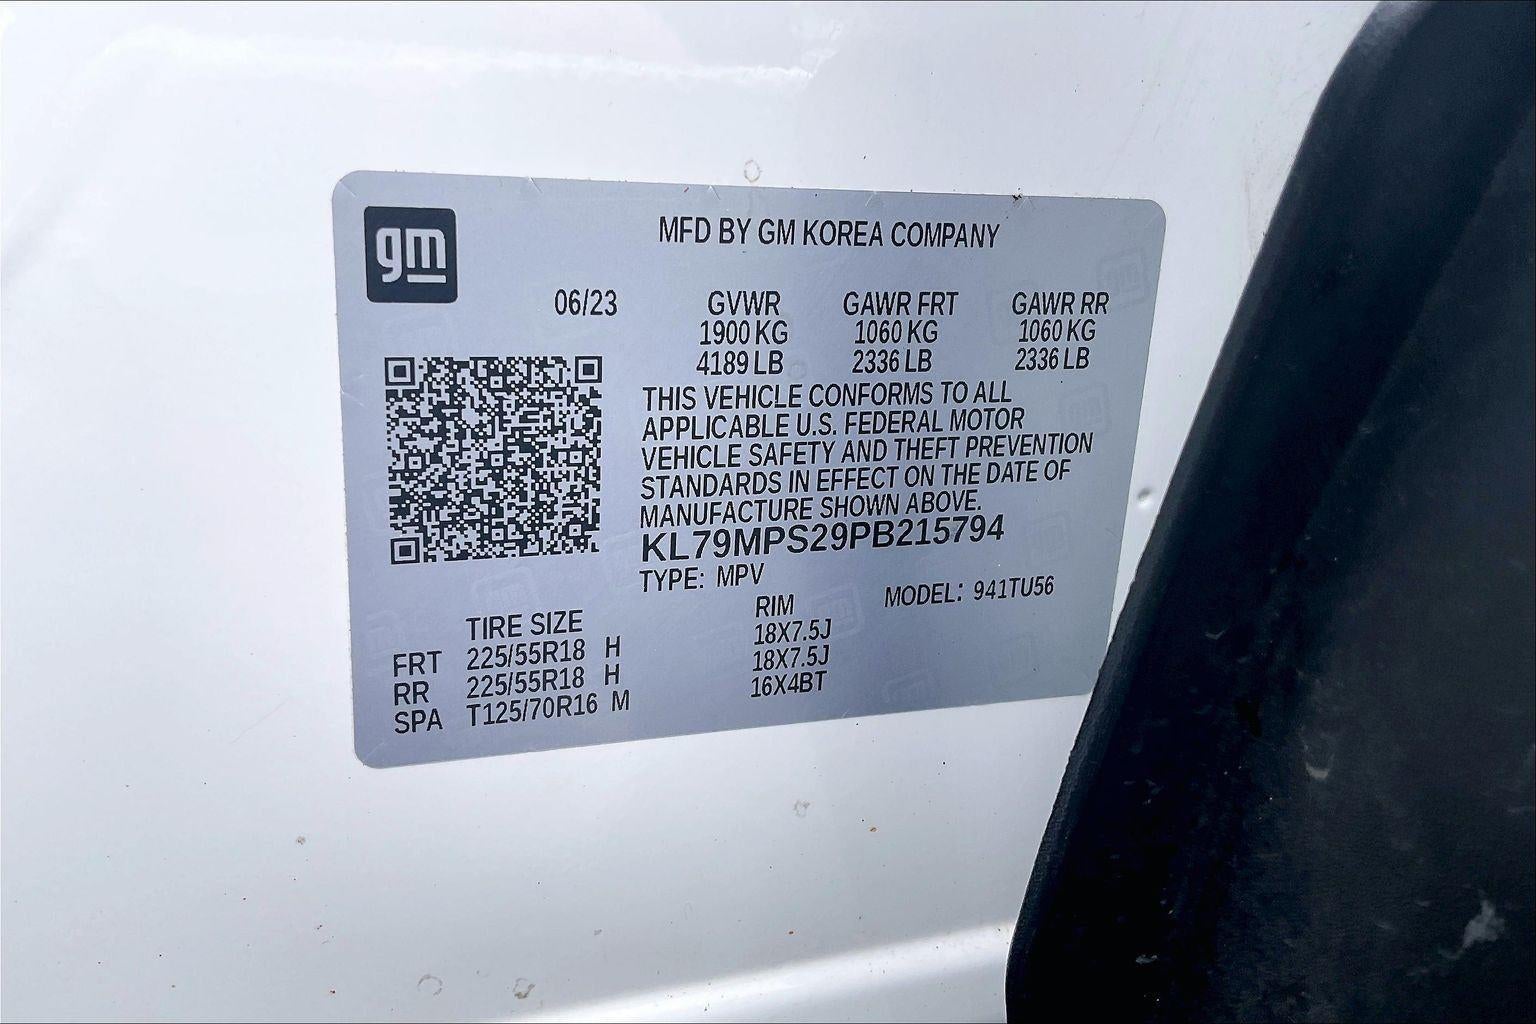 gm
MFD BY GM KOREA COMPANY
06/23 GVWR GAWR FRT GAWR RR
1900 KG 1060 KG 1060 KG
4189 LB 2336 LB 2336 LB
THIS VEHICLE CONFORMS TO ALL
APPLICABLE U.S. FEDERAL MOTOR
VEHICLE SAFETY AND THEFT PREVENTION
STANDARDS IN EFFECT ON THE DATE OF
MANUFACTURE SHOWN ABOVE.
KL79MPS29PB215794
TYPE: MPV MODEL: 941TU56
TIRE SIZE RIM
FRT 225/55R18 H 18X7.5J
RR 225/55R18 H 18X7.5J
SPA T125/70R16 M 16X4BT